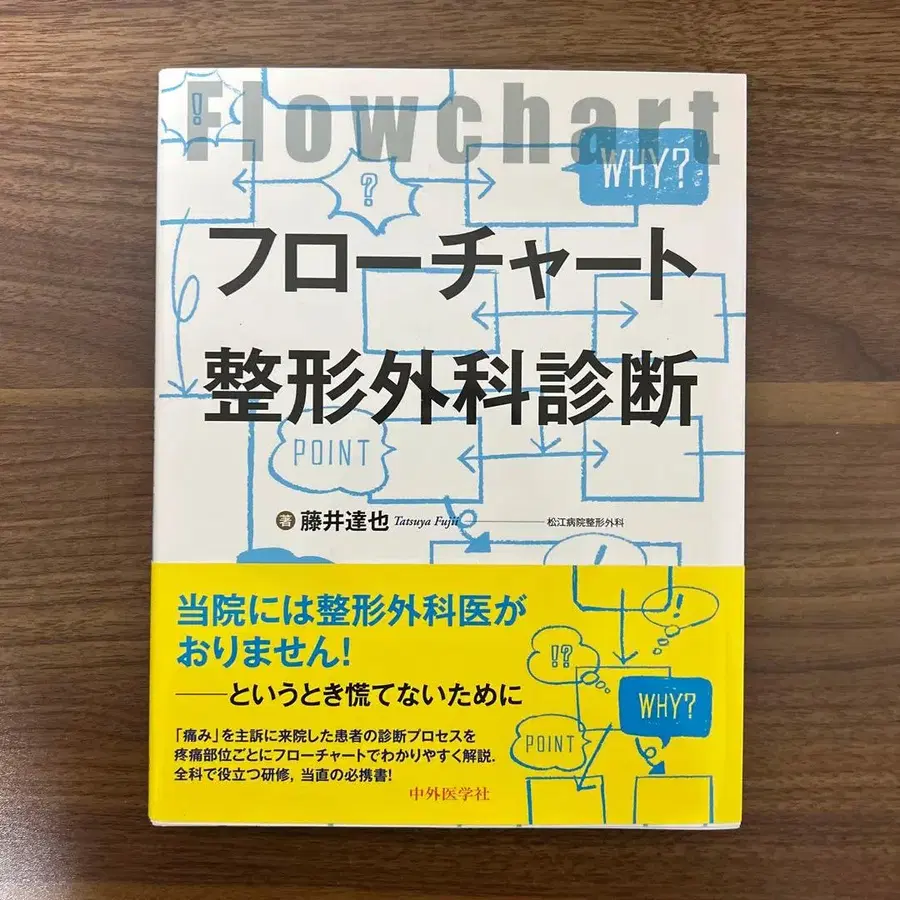 Flowchart
!
?
WHY?
フローチャート
整形外科診断
POINT
著 藤井達也 Tatsuya Fujii 松江病院整形外科
!
当院には整形外科医が
おりません!
──というとき慌てないために
「痛み」を主訴に来院した患者の診断プロセスを
疼痛部位ごとにフローチャートでわかりやすく解説.
全科で役立つ研修, 当直の必携書!
中外医学社
!
!?
WHY?
POINT